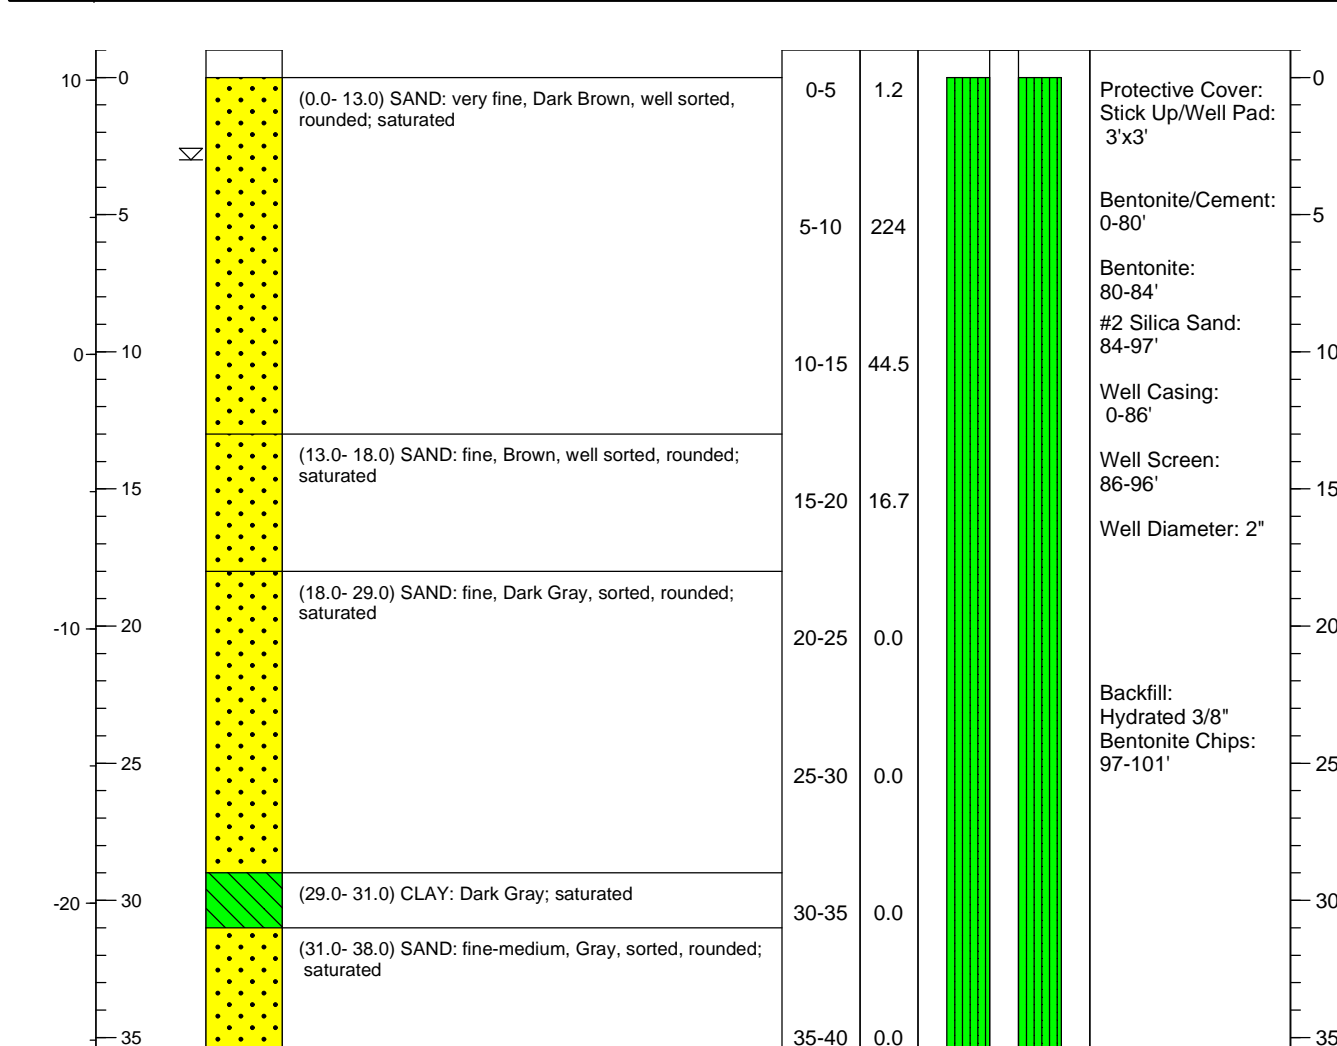 10
0
0-5
1.2
0
(0.0- 13.0) SAND: very fine, Dark Brown, well sorted,
rounded; saturated
Protective Cover:
Stick Up/Well Pad:
3'x3'
5
5-10
224
Bentonite/Cement:
0-80'
5
Bentonite:
80-84'
#2 Silica Sand:
84-97'
0
10
10-15
44.5
10
Well Casing:
0-86'
(13.0- 18.0) SAND: fine, Brown, well sorted, rounded;
saturated
Well Screen:
86-96'
15
15-20
16.7
15
Well Diameter: 2"
(18.0- 29.0) SAND: fine, Dark Gray, sorted, rounded;
saturated
-10
20
20-25
0.0
20
Backfill:
Hydrated 3/8"
Bentonite Chips:
97-101'
25
25-30
0.0
25
(29.0- 31.0) CLAY: Dark Gray; saturated
-20
30
30-35
0.0
30
(31.0- 38.0) SAND: fine-medium, Gray, sorted, rounded;
saturated
35
35-40
0.0
35